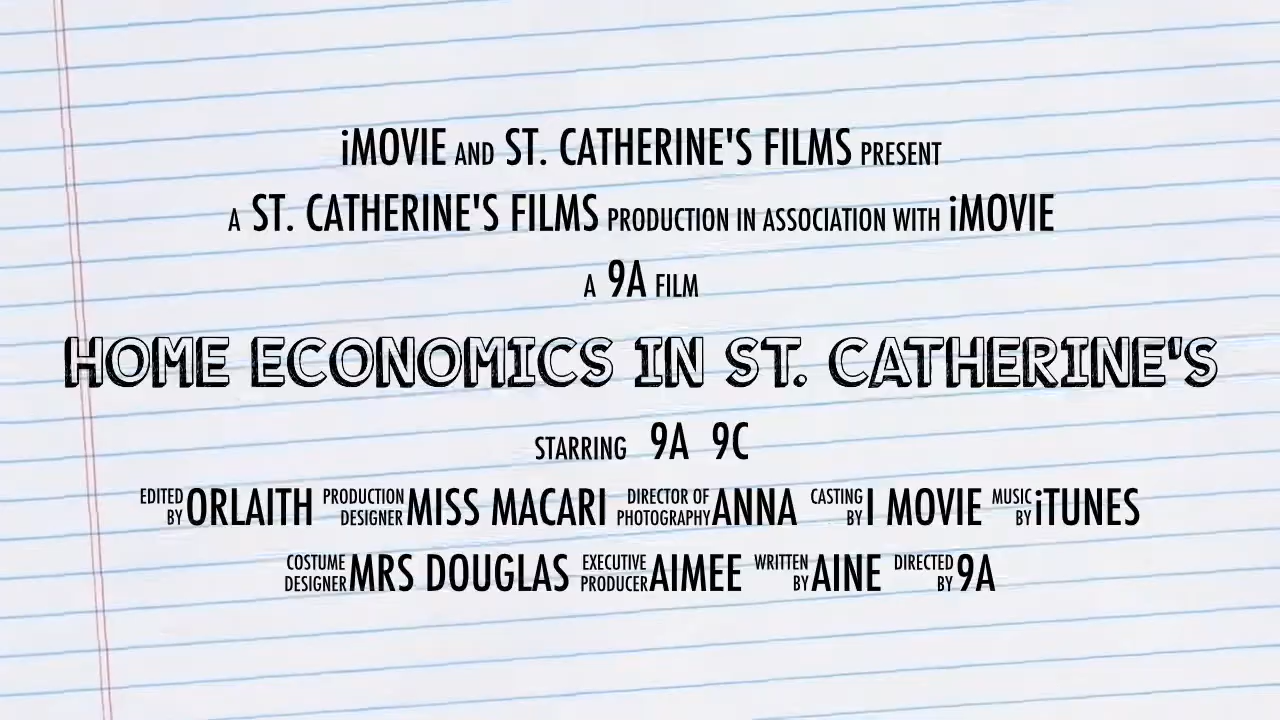 iMOVIE AND ST. CATHERINE'S FILMS PRESENT
A ST. CATHERINE'S FILMS PRODUCTION IN ASSOCIATION WITH iMOVIE
A 9A FILM
HOME ECONOMICS IN ST. CATHERINE'S
STARRING 9A 9C
EDITED BY ORLAITH PRODUCTION DESIGNER MISS MACARI DIRECTOR OF PHOTOGRAPHY ANNA CASTING BY I MOVIE MUSIC BY iTUNES
COSTUME DESIGNER MRS DOUGLAS EXECUTIVE PRODUCER AIMEE WRITTEN BY AINE DIRECTED BY 9A